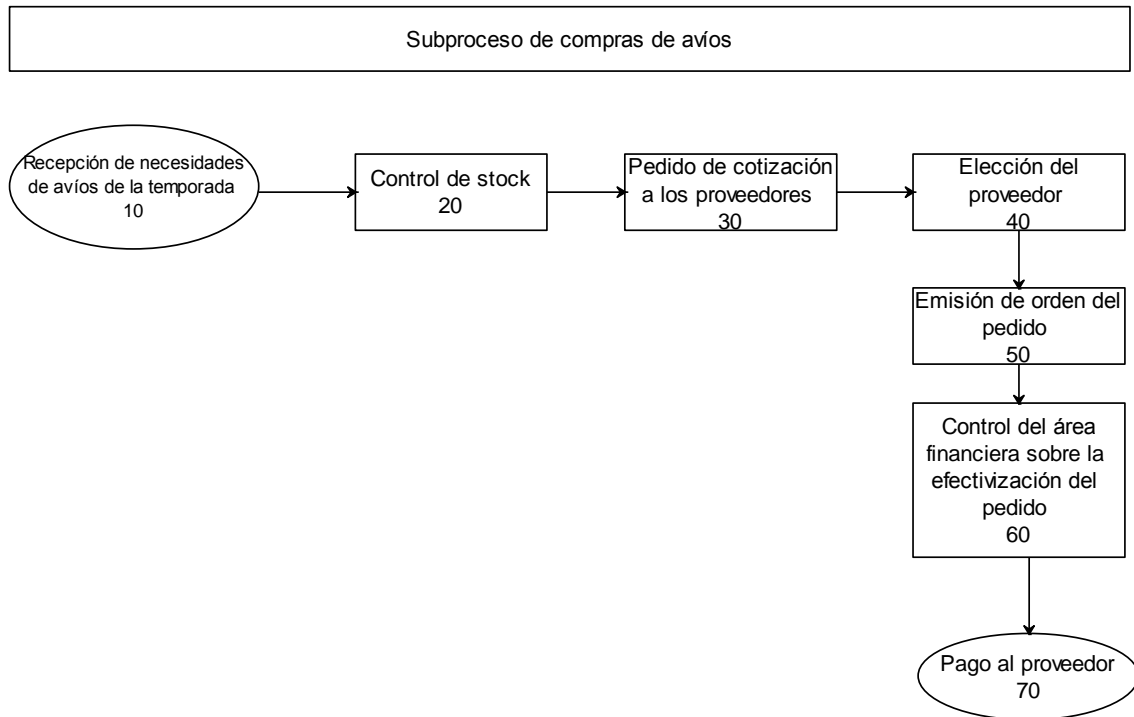 Subproceso de compras de avíos
Recepción de necesidades
de avíos de la temporada
10
Control de stock
20
Pedido de cotización
a los proveedores
30
Elección del
proveedor
40
Emisión de orden del
pedido
50
Control del área
financiera sobre la
efectivización del
pedido
60
Pago al proveedor
70